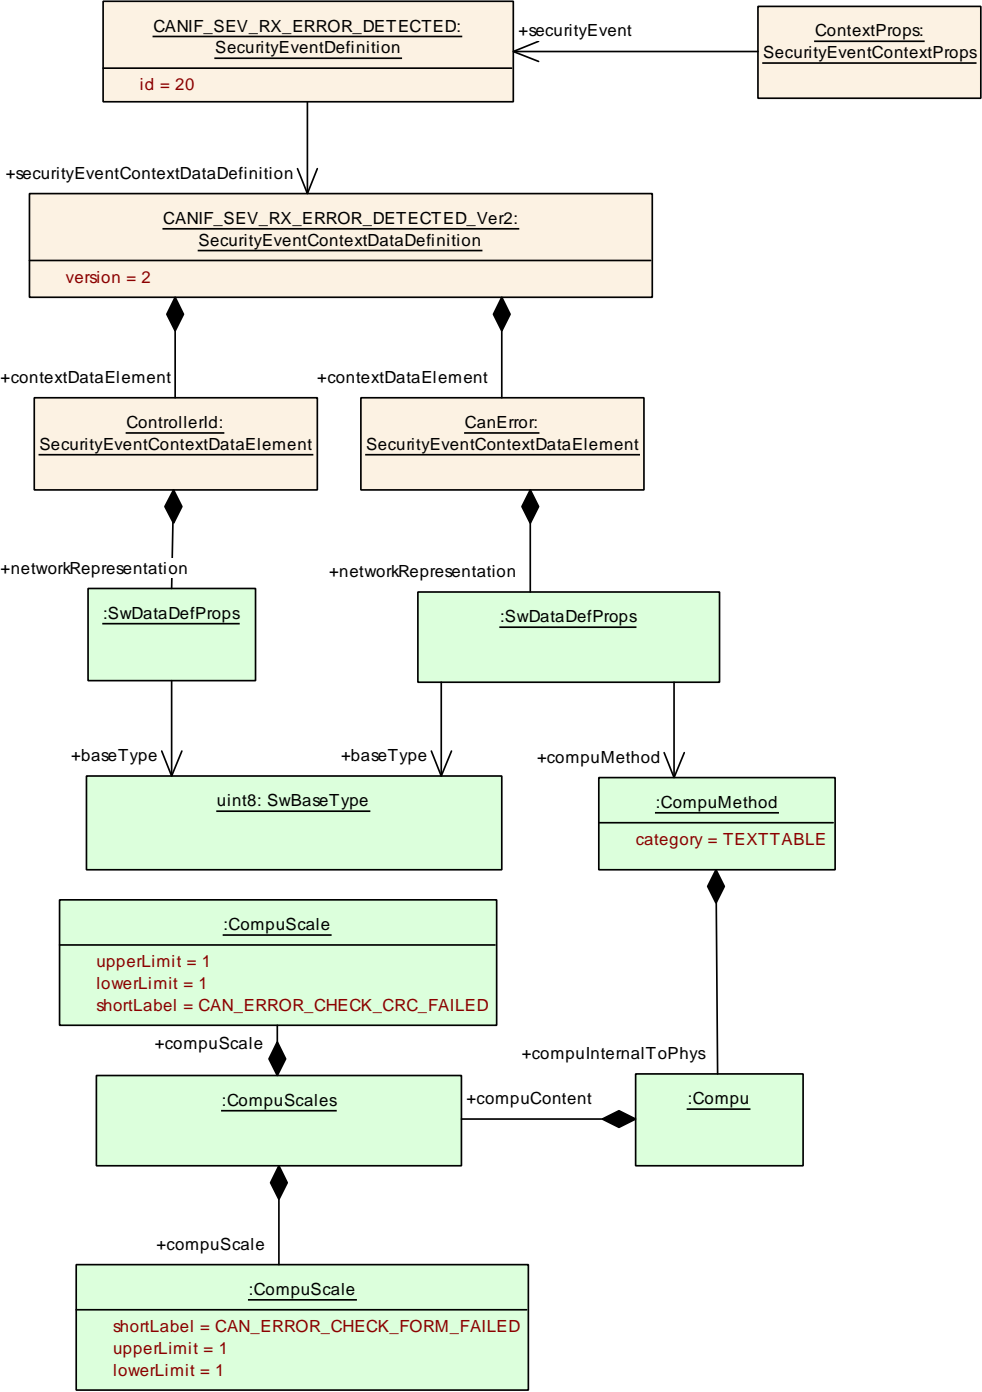 CANIF_SEV_RX_ERROR_DETECTED:
SecurityEventDefinition
id = 20
+securityEvent
ContextProps:
SecurityEventContextProps
+securityEventContextDataDefinition
CANIF_SEV_RX_ERROR_DETECTED_Ver2:
SecurityEventContextDataDefinition
version = 2
+contextDataElement
+contextDataElement
ControllerId:
SecurityEventContextDataElement
CanError:
SecurityEventContextDataElement
+networkRepresentation
+networkRepresentation
:SwDataDefProps
:SwDataDefProps
+baseType
+baseType
+compuMethod
uint8: SwBaseType
:CompuMethod
category = TEXTTABLE
:CompuScale
upperLimit = 1
lowerLimit = 1
shortLabel = CAN_ERROR_CHECK_CRC_FAILED
+compuScale
+compuInternalToPhys
:CompuScales
+compuContent
:Compu
+compuScale
:CompuScale
shortLabel = CAN_ERROR_CHECK_FORM_FAILED
upperLimit = 1
lowerLimit = 1